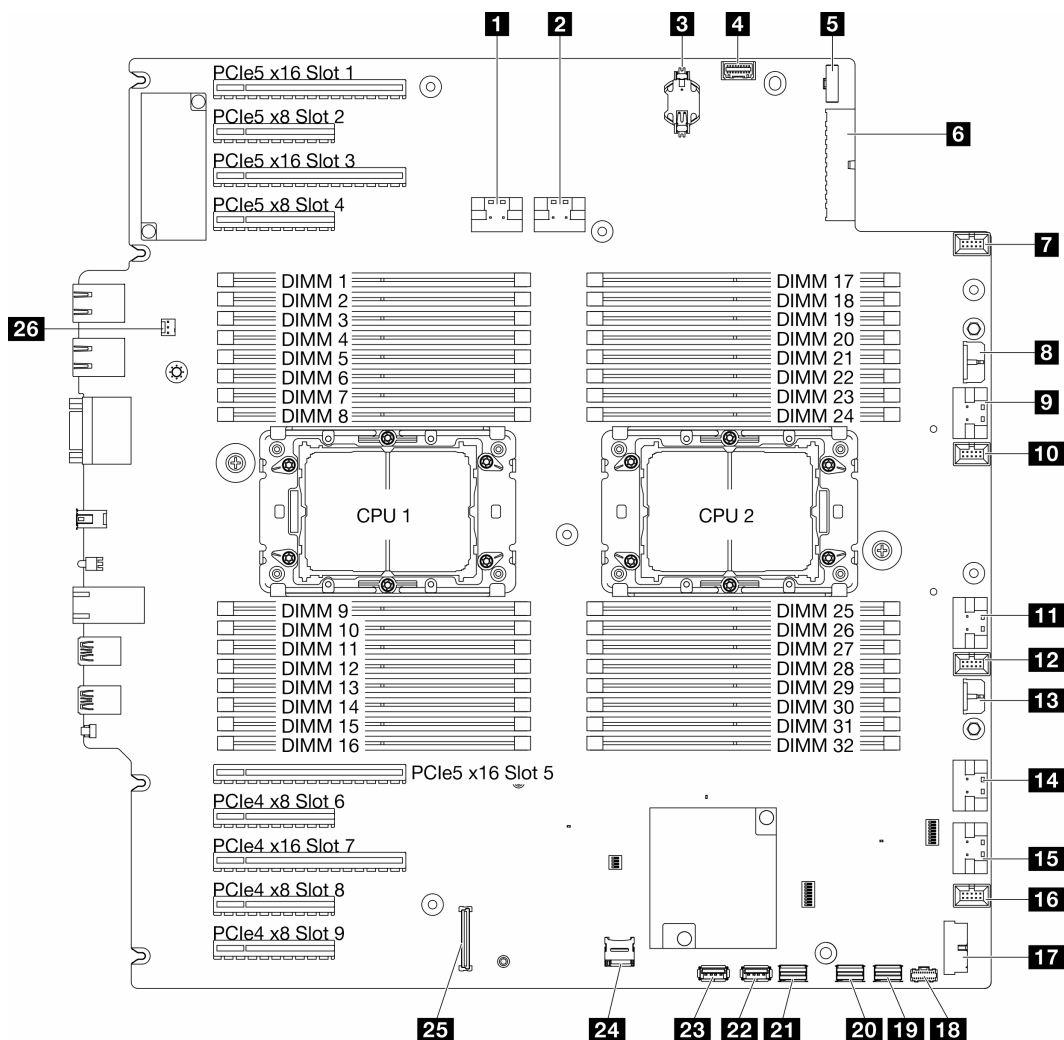 1
2
3
4
5
PCIe5 x16 Slot 1
PCIe5 x8 Slot 2
6
PCIe5 x16 Slot 3
PCIe5 x8 Slot 4
7
DIMM 1
DIMM 17
DIMM 2
DIMM 18
DIMM 3
DIMM 19
26
DIMM 4
DIMM 20
8
DIMM 5
DIMM 21
DIMM 6
DIMM 22
DIMM 7
DIMM 23
9
DIMM 8
DIMM 24
10
CPU 1
CPU 2
DIMM 9
DIMM 25
11
DIMM 10
DIMM 26
DIMM 11
DIMM 27
12
DIMM 12
DIMM 28
DIMM 13
DIMM 29
13
DIMM 14
DIMM 30
DIMM 15
DIMM 31
DIMM 16
DIMM 32
PCIe5 x16 Slot 5
14
PCIe4 x8 Slot 6
PCIe4 x16 Slot 7
15
PCIe4 x8 Slot 8
16
PCIe4 x8 Slot 9
17
25
24
23
22
21
20
19
18